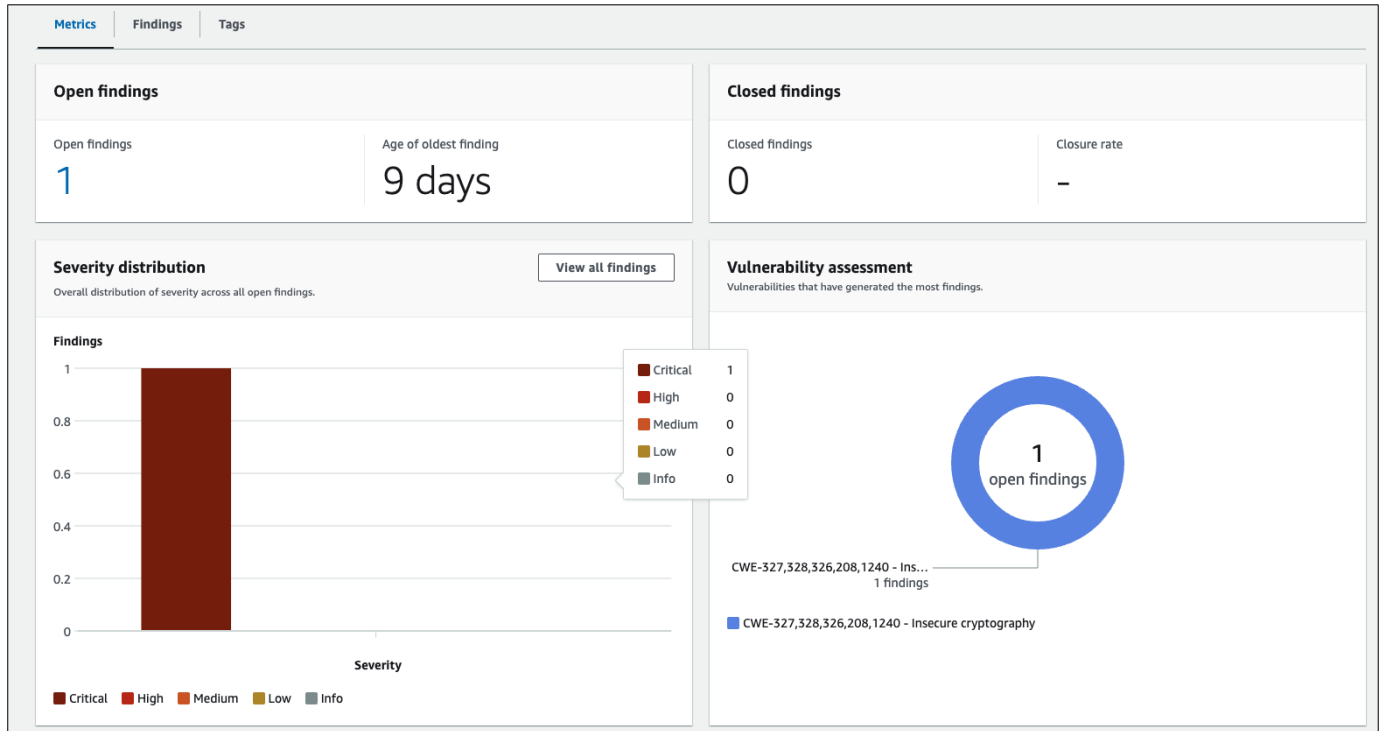 Metrics Findings Tags
Open findings
Open findings Age of oldest finding
1 9 days
Closed findings
Closed findings Closure rate
0 -
Severity distribution View all findings
Overall distribution of severity across all open findings.
Findings
1
0.8
0.6
0.4
0.2
0
Severity
Critical High Medium Low Info
Critical 1
High 0
Medium 0
Low 0
Info 0
Vulnerability assessment
Vulnerabilities that have generated the most findings.
1
open findings
CWE-327,328,326,208,1240 - Ins...
1 findings
CWE-327,328,326,208,1240 - Insecure cryptography